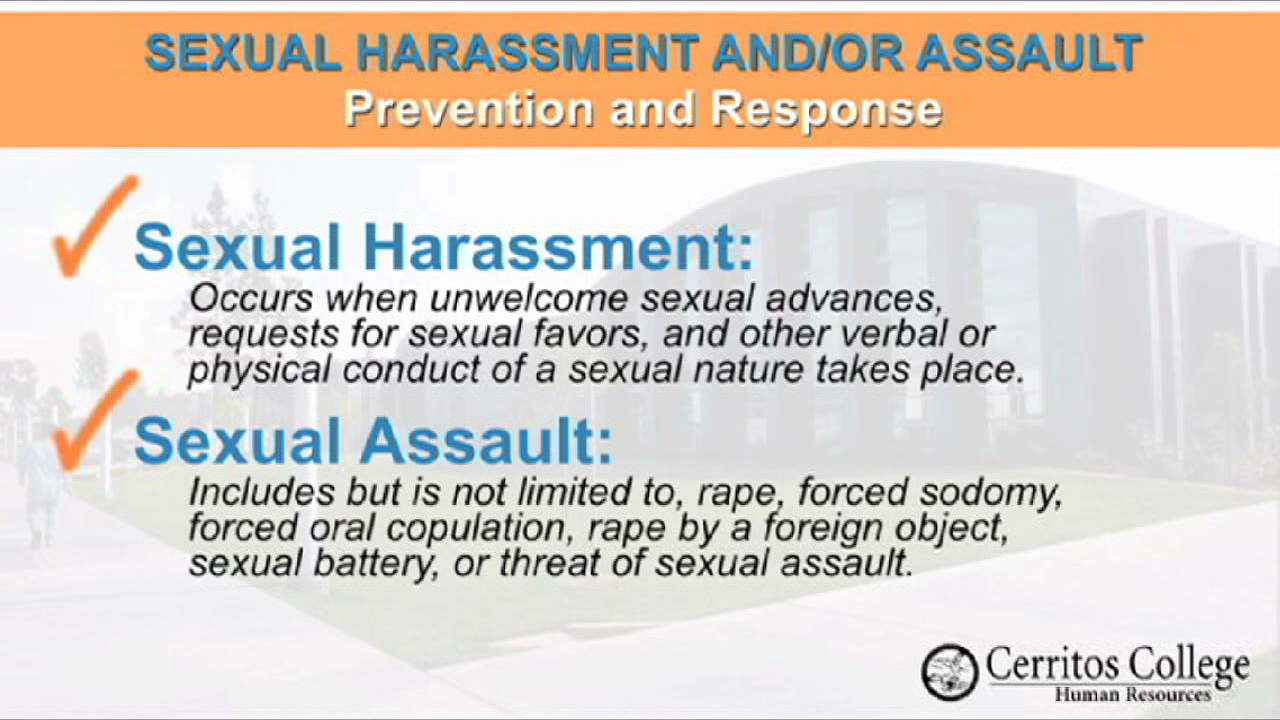 SEXUAL HARASSMENT AND/OR ASSAULT
Prevention and Response
Sexual Harassment:
Occurs when unwelcome sexual advances,
requests for sexual favors, and other verbal or
physical conduct of a sexual nature takes place.
Sexual Assault:
Includes but is not limited to, rape, forced sodomy,
forced oral copulation, rape by a foreign object,
sexual battery, or threat of sexual assault.
Cerritos College
Human Resources